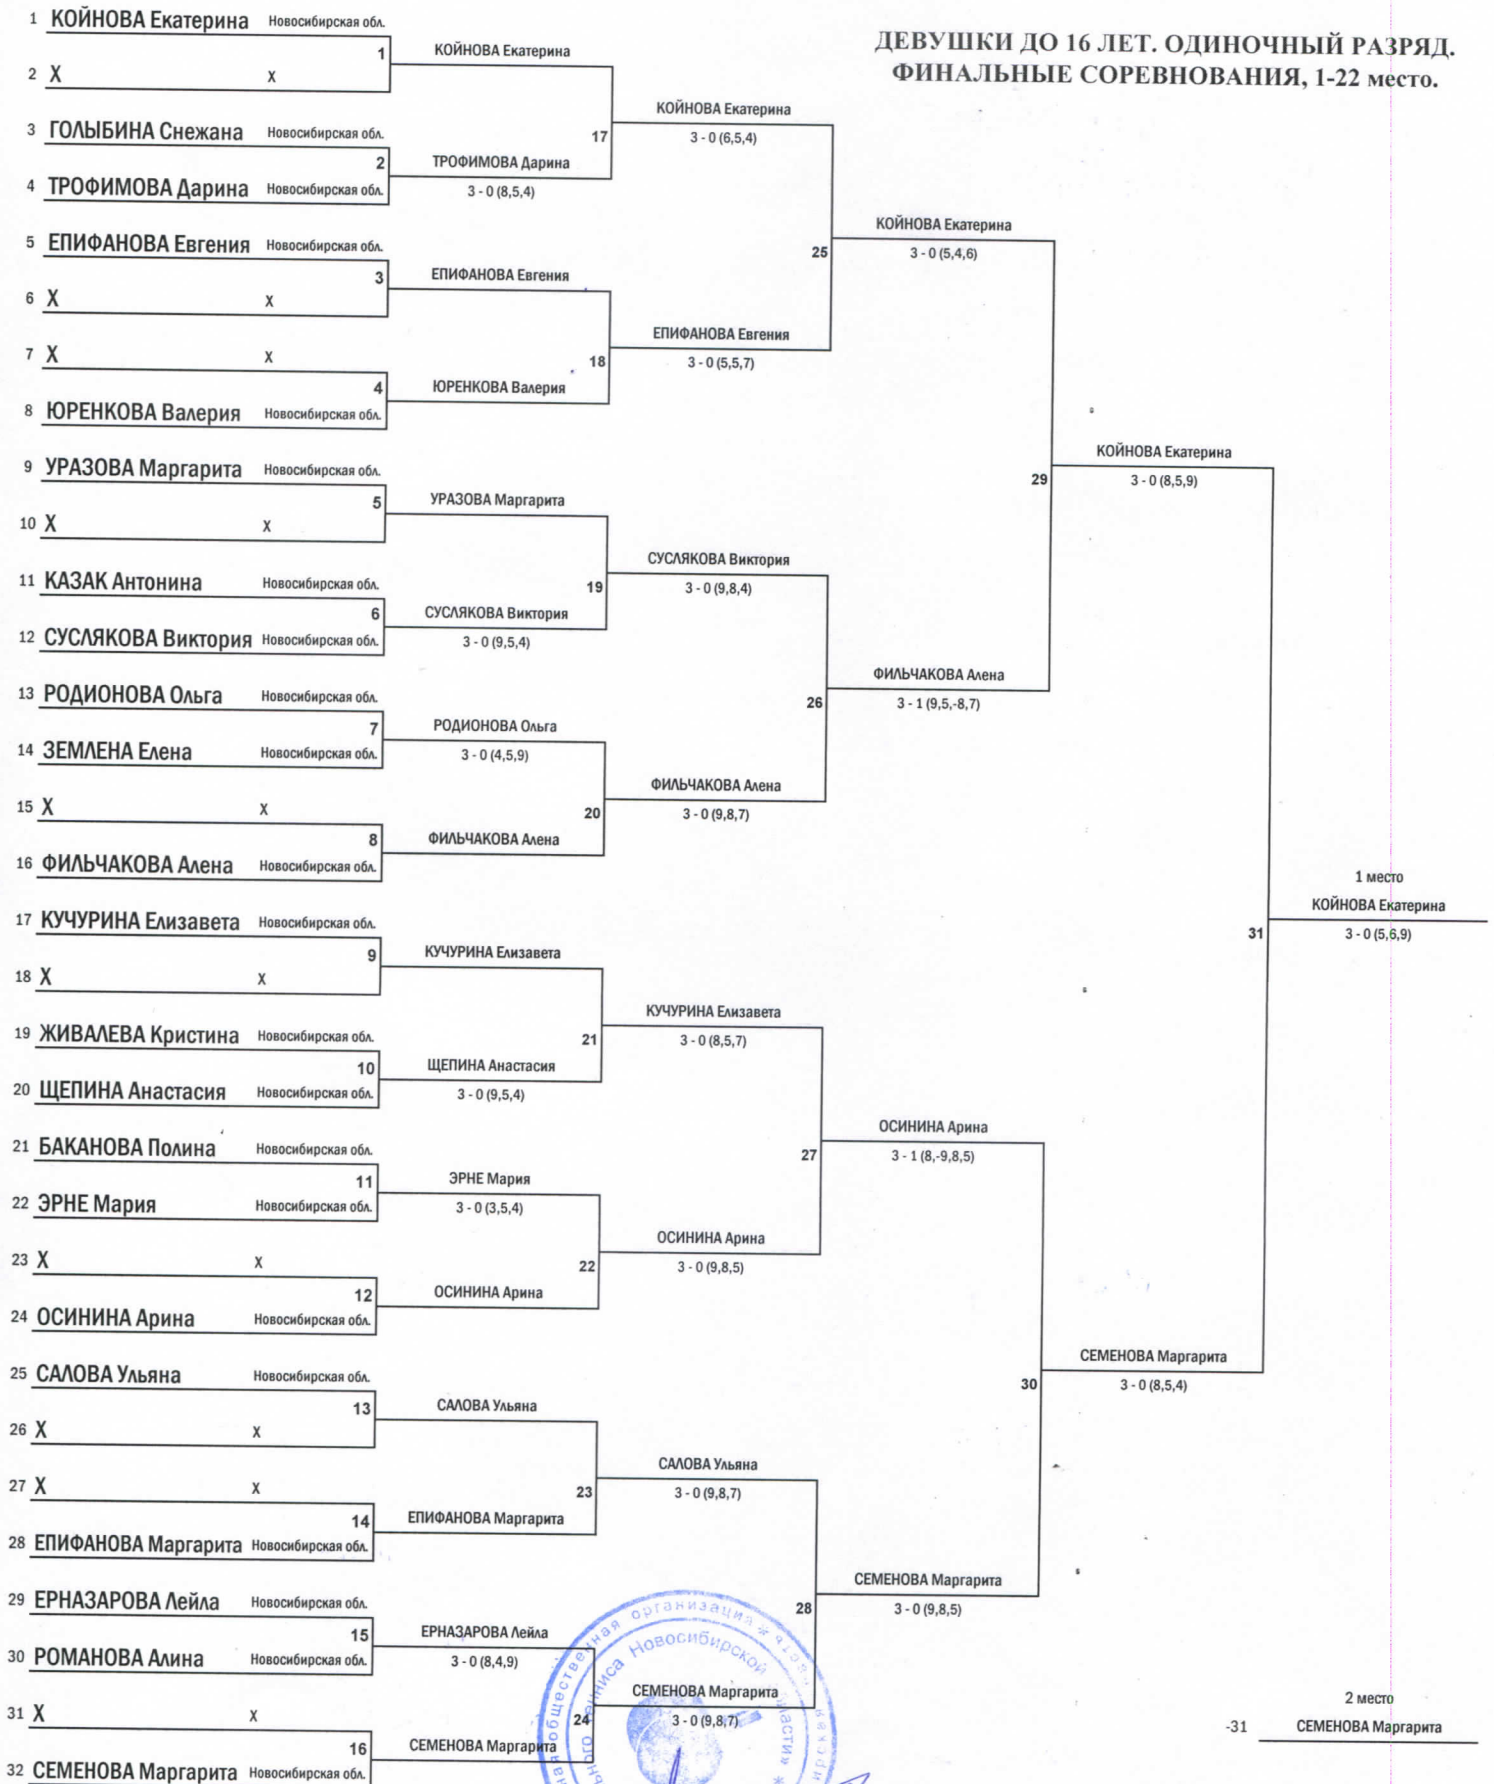 ДЕВУШКИ ДО 16 ЛЕТ. ОДИНОЧНЫЙ РАЗРЯД.
ФИНАЛЬНЫЕ СОРЕВНОВАНИЯ, 1-22 место.
1 КОЙНОВА Екатерина Новосибирская обл.
1 КОЙНОВА Екатерина
2 X x
КОЙНОВА Екатерина
3 ГОЛЫБИНА Снежана Новосибирская обл.
17 3 - 0 (6,5,4)
2 ТРОФИМОВА Дарина
4 ТРОФИМОВА Дарина Новосибирская обл.
3 - 0 (8,5,4)
КОЙНОВА Екатерина
5 ЕПИФАНОВА Евгения Новосибирская обл.
25 3 - 0 (5,4,6)
3 ЕПИФАНОВА Евгения
6 X x
ЕПИФАНОВА Евгения
7 X x
18 3 - 0 (5,5,7)
4 ЮРЕНКОВА Валерия
8 ЮРЕНКОВА Валерия Новосибирская обл.
КОЙНОВА Екатерина
9 УРАЗОВА Маргарита Новосибирская обл.
29 3 - 0 (8,5,9)
5 УРАЗОВА Маргарита
10 X x
СУСЛЯКОВА Виктория
11 КАЗАК Антонина Новосибирская обл.
19 3 - 0 (9,8,4)
6 СУСЛЯКОВА Виктория
12 СУСЛЯКОВА Виктория Новосибирская обл.
3 - 0 (9,5,4)
ФИЛЬЧАКОВА Алена
13 РОДИОНОВА Ольга Новосибирская обл.
26 3 - 1 (9,5,-8,7)
7 РОДИОНОВА Ольга
14 ЗЕМЛЕНА Елена Новосибирская обл.
3 - 0 (4,5,9)
ФИЛЬЧАКОВА Алена
15 X x
20 3 - 0 (9,8,7)
8 ФИЛЬЧАКОВА Алена
16 ФИЛЬЧАКОВА Алена Новосибирская обл.
1 место
КОЙНОВА Екатерина
17 КУЧУРИНА Елизавета Новосибирская обл.
31 3 - 0 (5,6,9)
9 КУЧУРИНА Елизавета
18 X x
КУЧУРИНА Елизавета
19 ЖИВАЛЕВА Кристина Новосибирская обл.
21 3 - 0 (8,5,7)
10 ЩЕПИНА Анастасия
20 ЩЕПИНА Анастасия Новосибирская обл.
3 - 0 (9,5,4)
ОСИНИНА Арина
21 БАКАНОВА Полина Новосибирская обл.
27 3 - 1 (8,-9,8,5)
11 ЭРНЕ Мария
22 ЭРНЕ Мария Новосибирская обл.
3 - 0 (3,5,4)
ОСИНИНА Арина
23 X x
22 3 - 0 (9,8,5)
12 ОСИНИНА Арина
24 ОСИНИНА Арина Новосибирская обл.
СЕМЕНОВА Маргарита
25 САЛОВА Ульяна Новосибирская обл.
30 3 - 0 (8,5,4)
13 САЛОВА Ульяна
26 X x
САЛОВА Ульяна
27 X x
23 3 - 0 (9,8,7)
14 ЕПИФАНОВА Маргарита
28 ЕПИФАНОВА Маргарита Новосибирская обл.
СЕМЕНОВА Маргарита
29 ЕРНАЗАРОВА Лейла Новосибирская обл.
28 3 - 0 (9,8,5)
15 ЕРНАЗАРОВА Лейла
30 РОМАНОВА Алина Новосибирская обл.
3 - 0 (8,4,9)
СЕМЕНОВА Маргарита
2 место
31 X x
24 3 - 0 (9,8,7)
-31 СЕМЕНОВА Маргарита
16 СЕМЕНОВА Маргарита
32 СЕМЕНОВА Маргарита Новосибирская обл.
общественная организация
тенниса Новосибирской области»